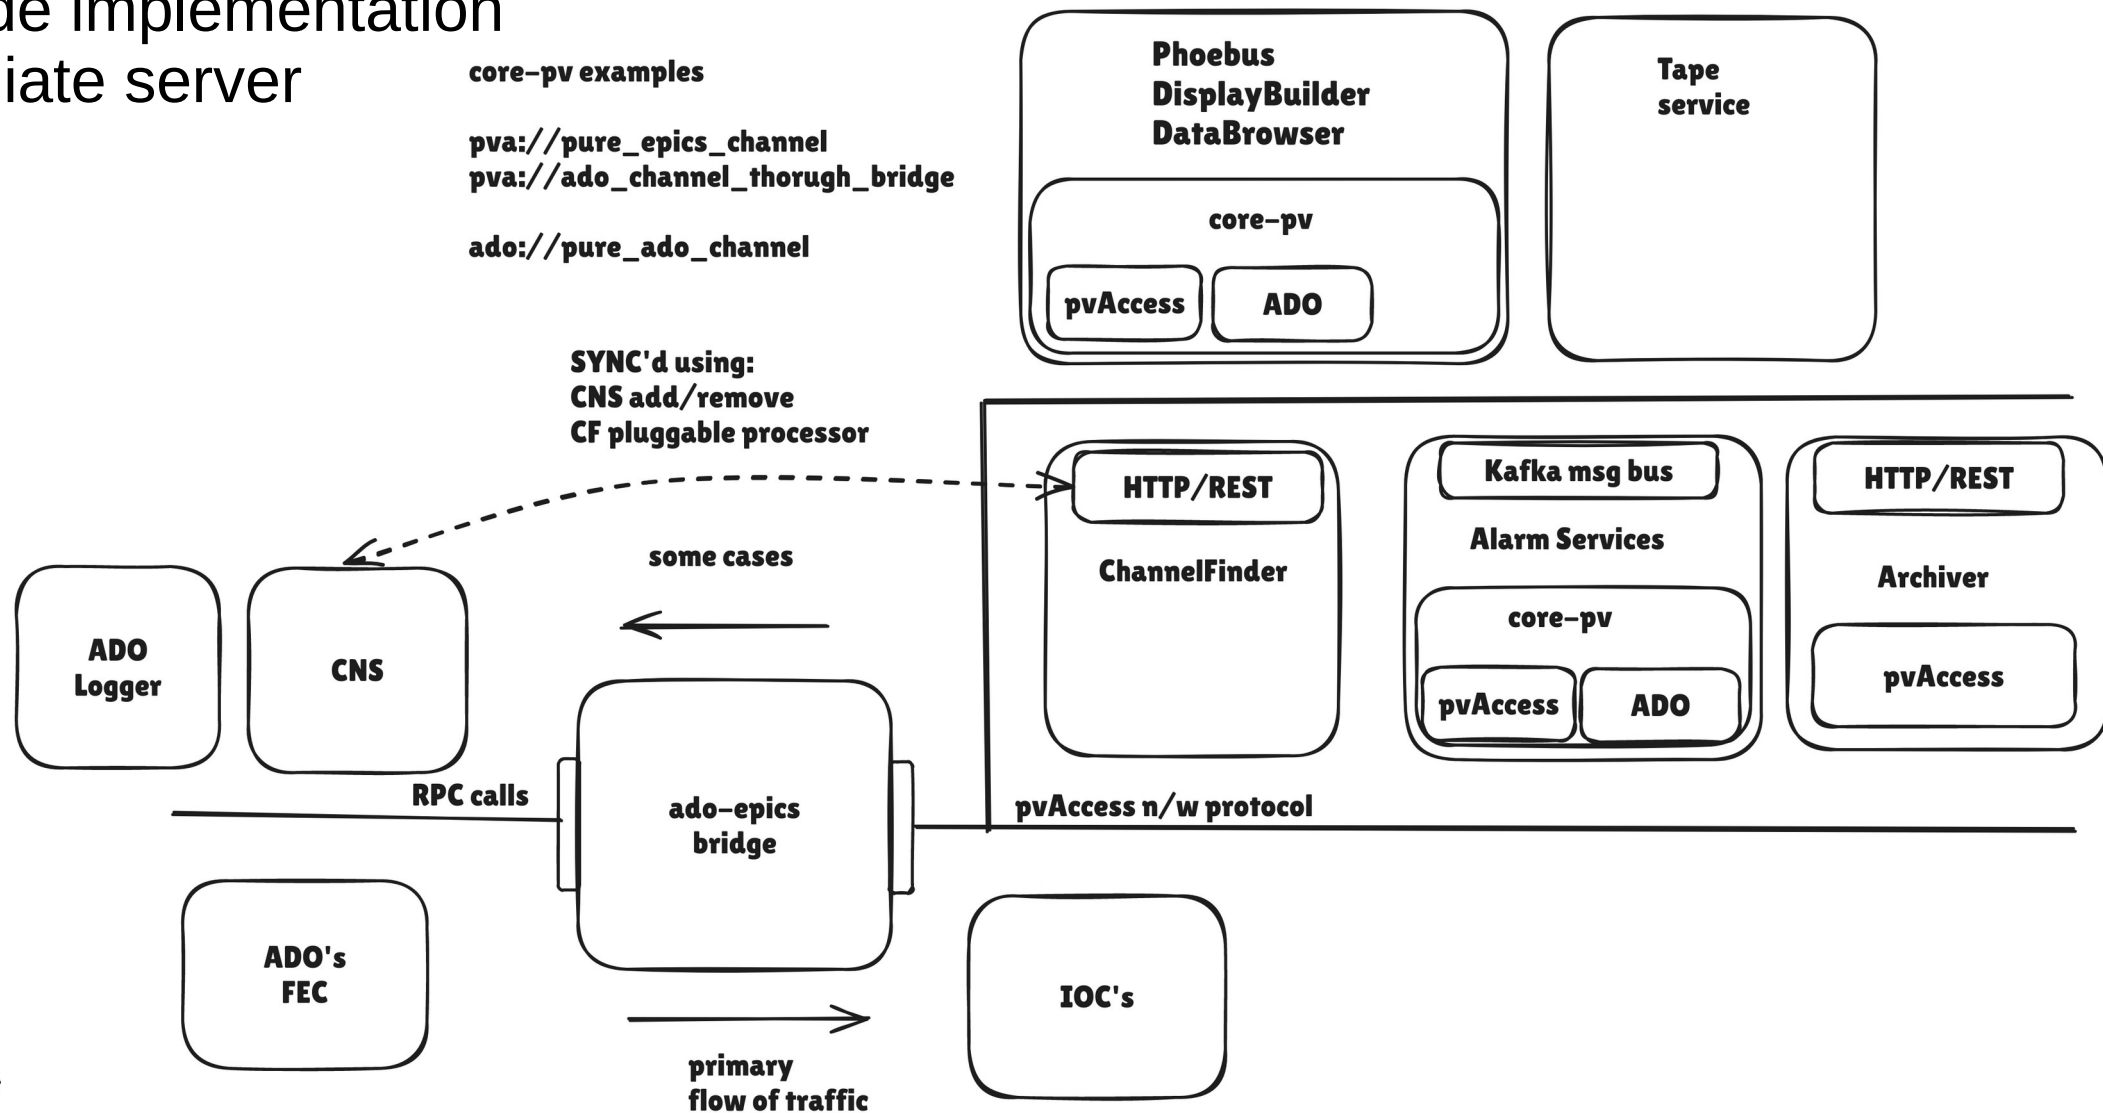 de implementation
iate server
core-pv examples
pva://pure_epics_channel
pva://ado_channel_thorugh_bridge
ado://pure_ado_channel
Phoebus
DisplayBuilder
DataBrowser
core-pv
pvAccess
ADO
Tape
service
SYNC'd using:
CNS add/remove
CF pluggable processor
HTTP/REST
ChannelFinder
Kafka msg bus
Alarm Services
core-pv
pvAccess
ADO
HTTP/REST
Archiver
pvAccess
some cases
ADO
Logger
CNS
RPC calls
ado-epics
bridge
pvAccess n/w protocol
ADO's
FEC
IOC's
primary
flow of traffic